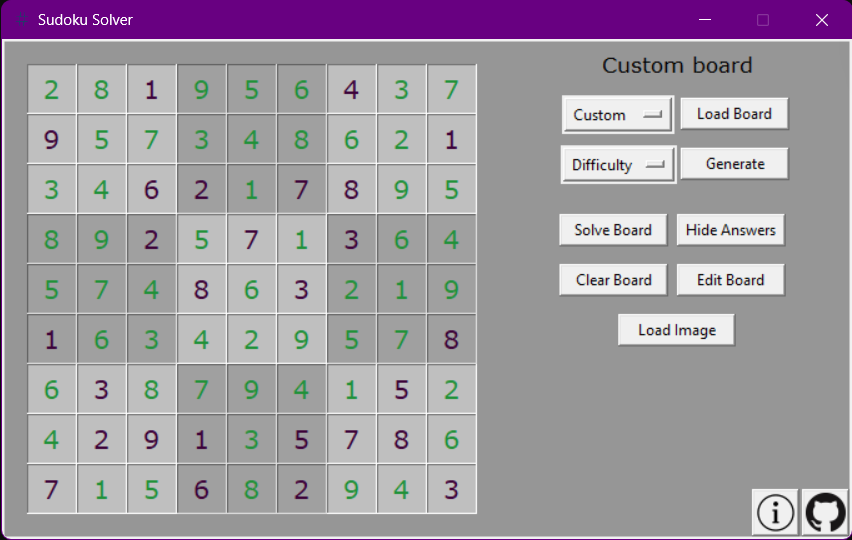 Sudoku Solver
Custom board
Custom Load Board
Difficulty Generate
Solve Board Hide Answers
Clear Board Edit Board
Load Image
2 8 1 9 5 6 4 3 7
9 5 7 3 4 8 6 2 1
3 4 6 2 1 7 8 9 5
8 9 2 5 7 1 3 6 4
5 7 4 8 6 3 2 1 9
1 6 3 4 2 9 5 7 8
6 3 8 7 9 4 1 5 2
4 2 9 1 3 5 7 8 6
7 1 5 6 8 2 9 4 3
i